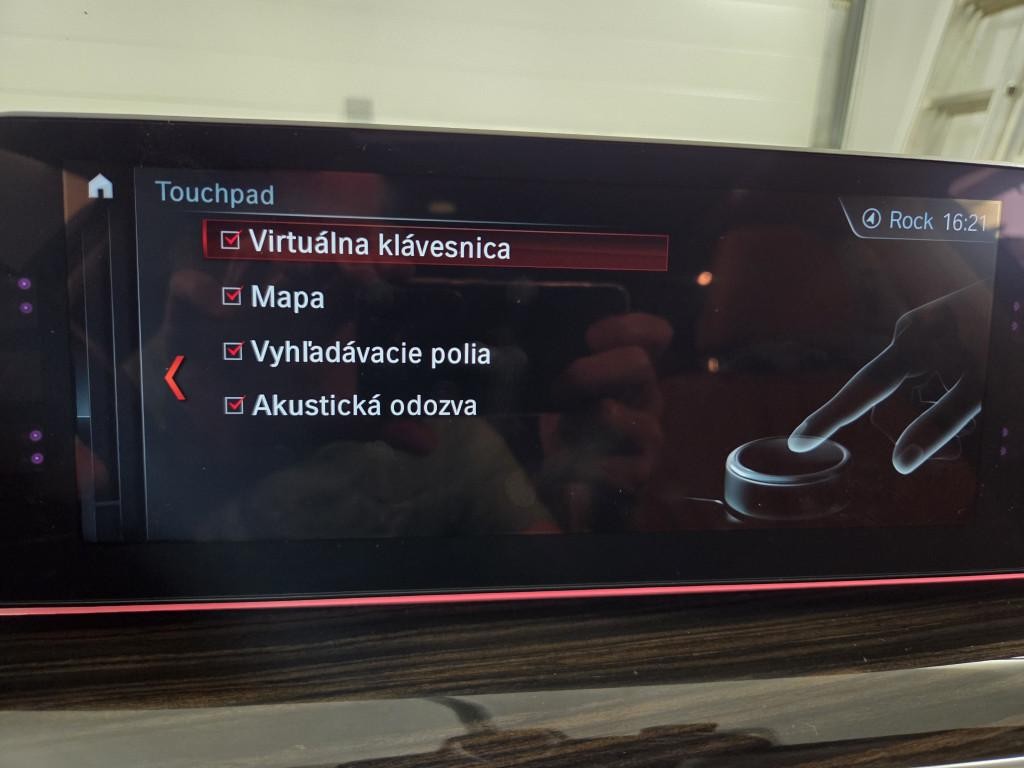 Touchpad
Rock 16:21
Virtuálna klávesnica
Mapa
Vyhľadávacie polia
Akustická odozva